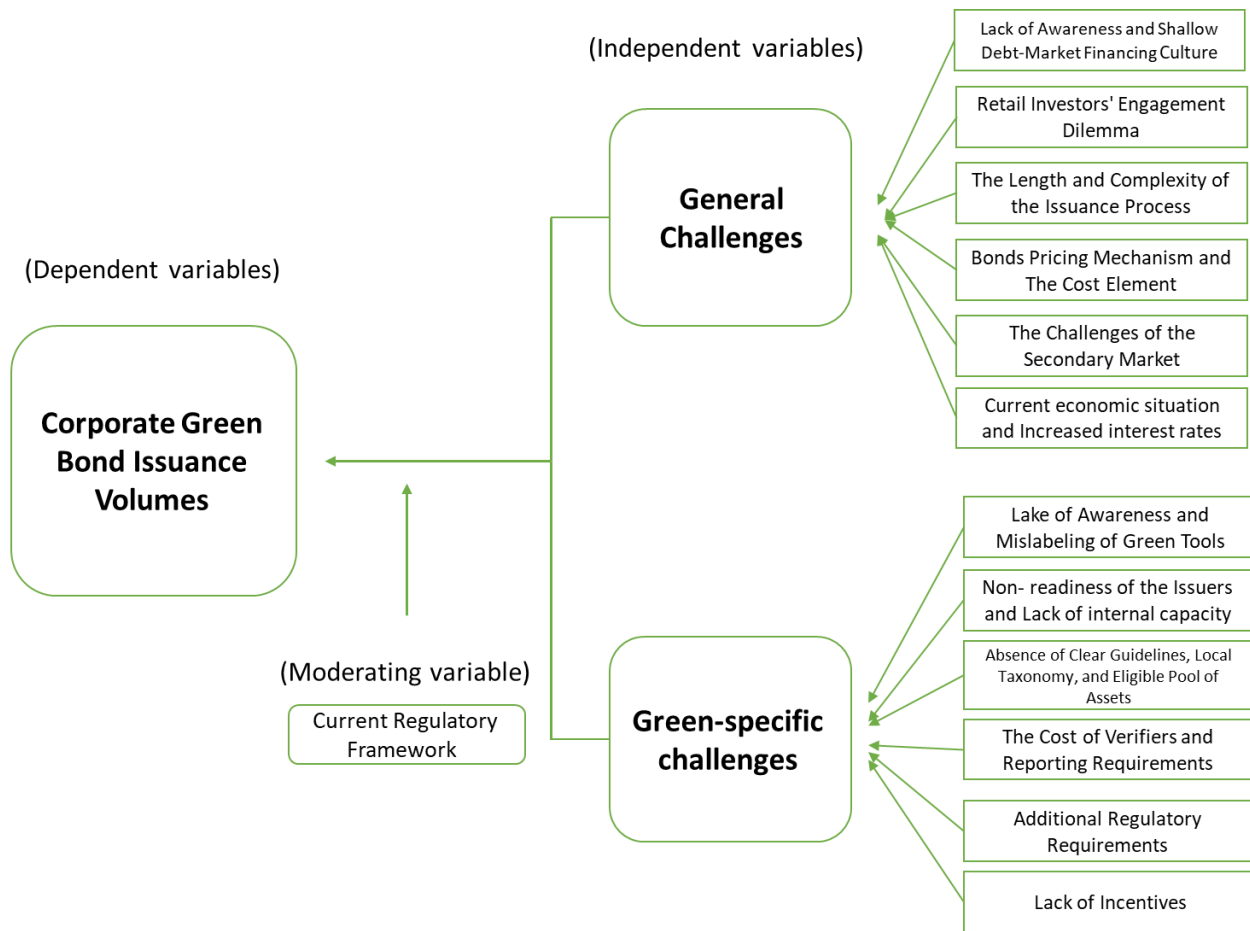 (Dependent variables)
Corporate Green
Bond Issuance
Volumes
(Moderating variable)
Current Regulatory
Framework
(Independent variables)
General
Challenges
Lack of Awareness and Shallow
Debt-Market Financing Culture
Retail Investors' Engagement
Dilemma
The Length and Complexity of
the Issuance Process
Bonds Pricing Mechanism and
The Cost Element
The Challenges of the
Secondary Market
Current economic situation
and Increased interest rates
Green-specific
challenges
Lake of Awareness and
Mislabeling of Green Tools
Non- readiness of the Issuers
and Lack of internal capacity
Absence of Clear Guidelines, Local
Taxonomy, and Eligible Pool of
Assets
The Cost of Verifiers and
Reporting Requirements
Additional Regulatory
Requirements
Lack of Incentives